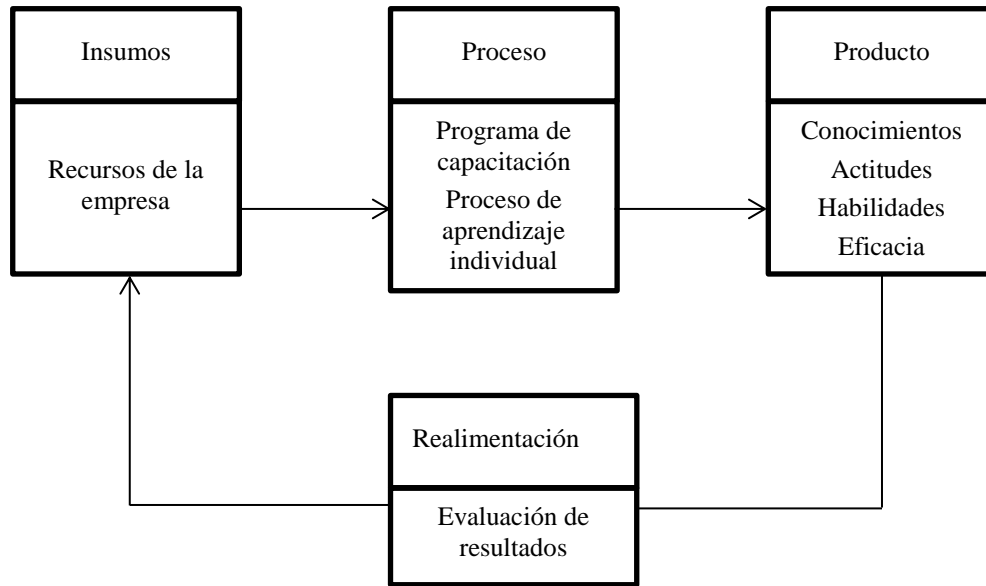 Insumos
Recursos de la
empresa
Proceso
Programa de
capacitación
Proceso de
aprendizaje
individual
Producto
Conocimientos
Actitudes
Habilidades
Eficacia
Realimentación
Evaluación de
resultados